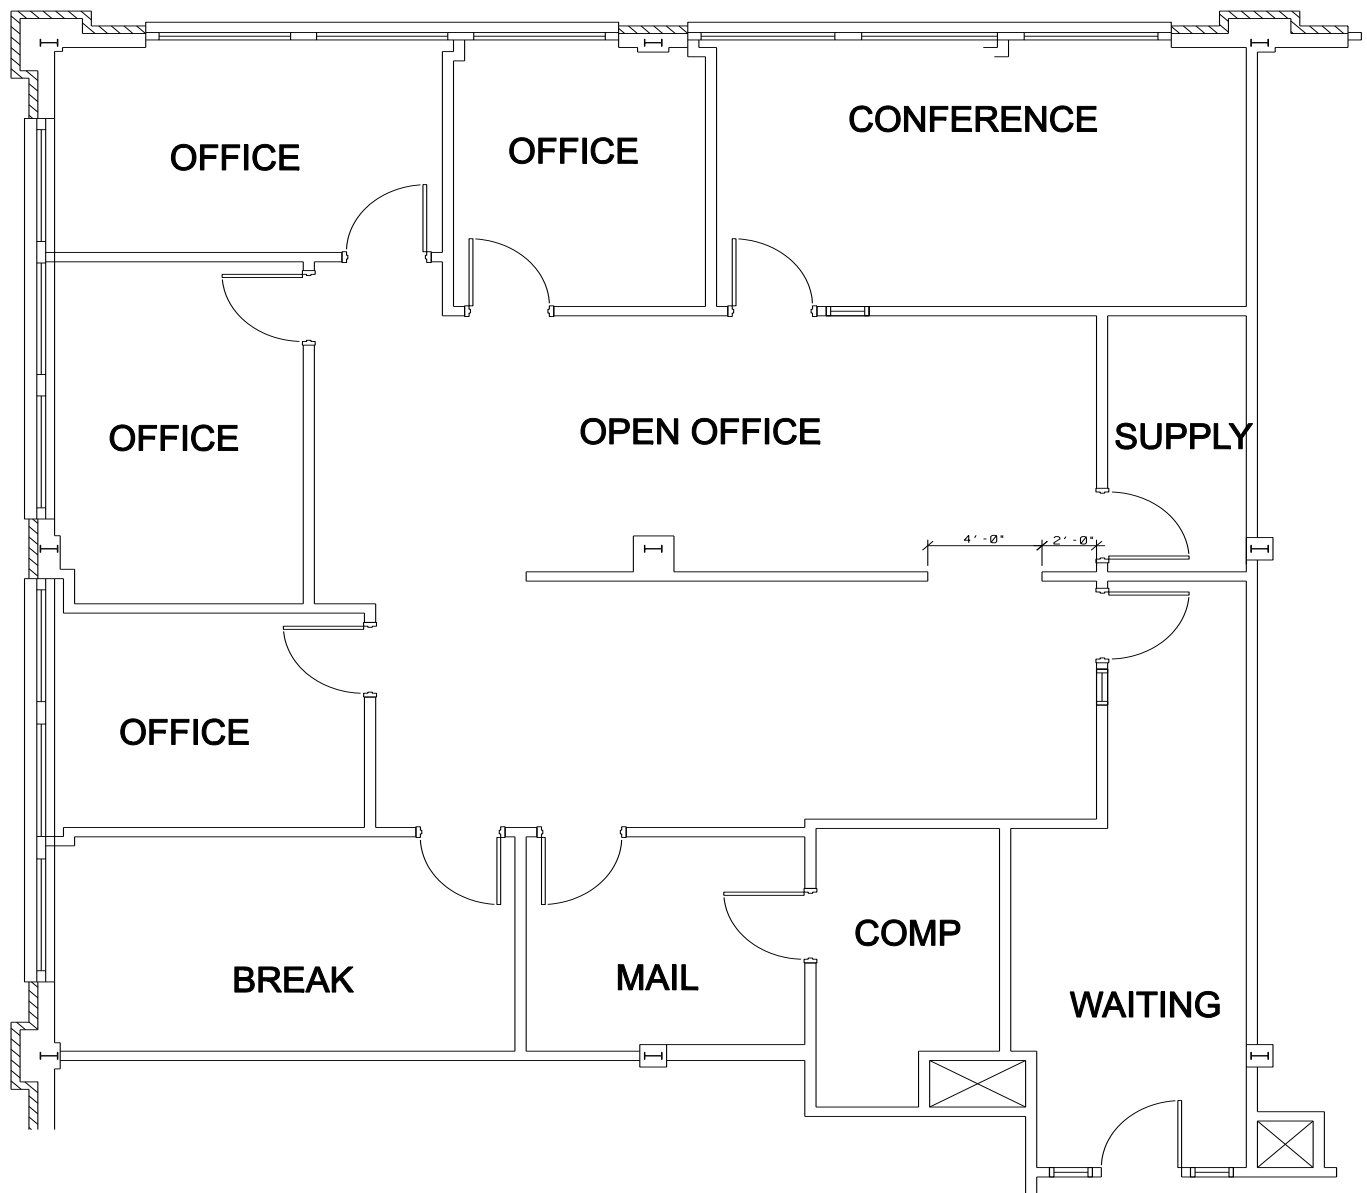 CONFERENCE
OFFICE
OFFICE
OPEN OFFICE
SUPPLY
OFFICE
4'-0"
2'-0"
OFFICE
COMP
BREAK
MAIL
WAITING